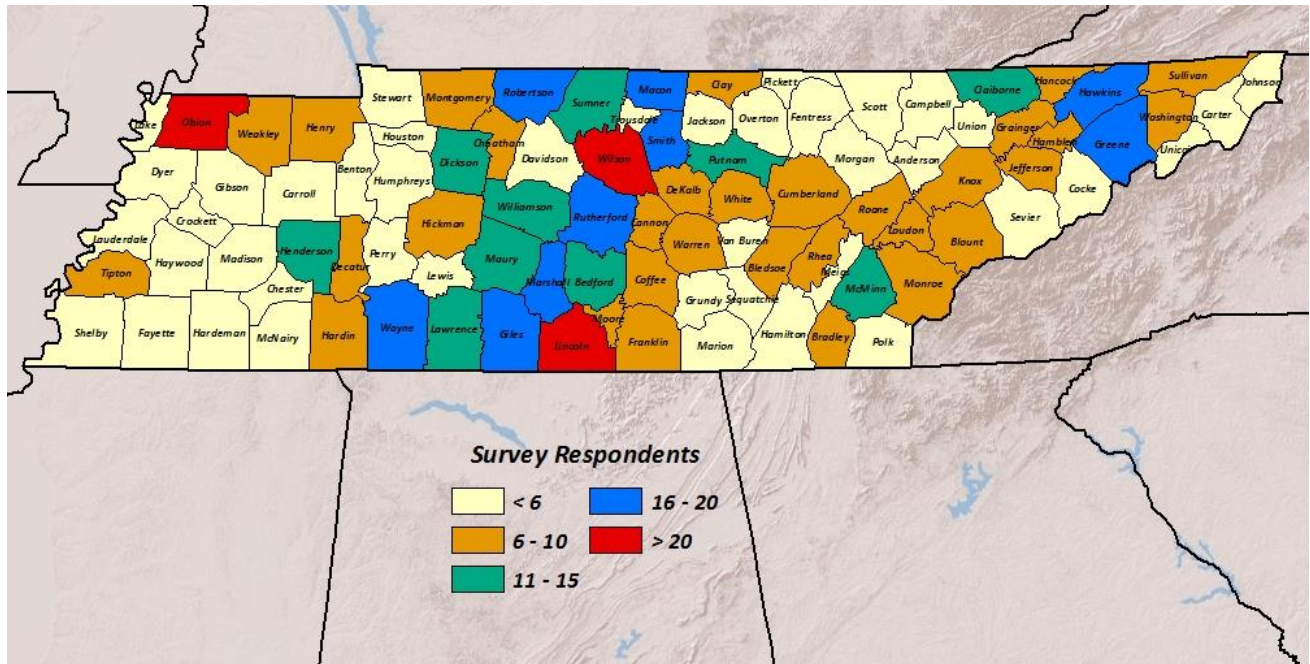 Stewart
Montgomery
Robertson
Sumner
Macon
Clay
Pickett
Scott
Campbell
Claiborne
Hancock
Hawkins
Sullivan
Johnson
Lake
Obion
Weakley
Henry
Houston
Cheatham
Davidson
Trousdale
Smith
Jackson
Overton
Fentress
Union
Grainger
Hamblen
Greene
Washington
Carter
Unicoi
Dyer
Gibson
Carroll
Benton
Humphreys
Dickson
Wilson
Putnam
Morgan
Anderson
Knox
Jefferson
Cocke
Crockett
Williamson
Rutherford
DeKalb
White
Cumberland
Roane
Loudon
Blount
Sevier
Lauderdale
Tipton
Haywood
Madison
Henderson
Decatur
Perry
Hickman
Lewis
Maury
Marshall
Bedford
Cannon
Warren
Van Buren
Bledsoe
Rhea
Meigs
McMinn
Monroe
Chester
Coffee
Grundy
Sequatchie
Shelby
Fayette
Hardeman
McNairy
Hardin
Wayne
Lawrence
Giles
Lincoln
Moore
Franklin
Marion
Hamilton
Bradley
Polk
Survey Respondents
< 6
16 - 20
6 - 10
> 20
11 - 15